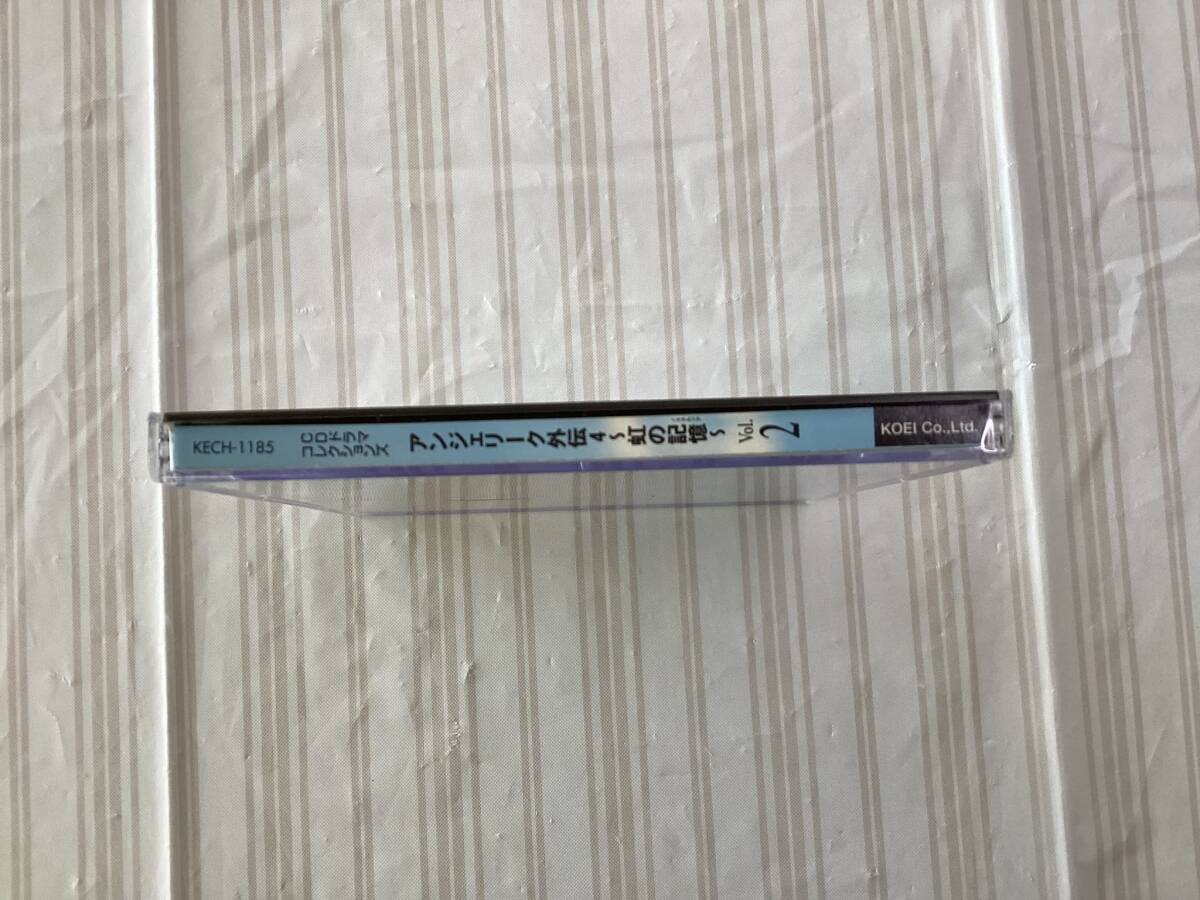 KECH-1185
CDドラマ
コレクションズ
アンジェリーク外伝4〜虹の記憶〜
Vol.
2
KOEI Co.,Ltd.